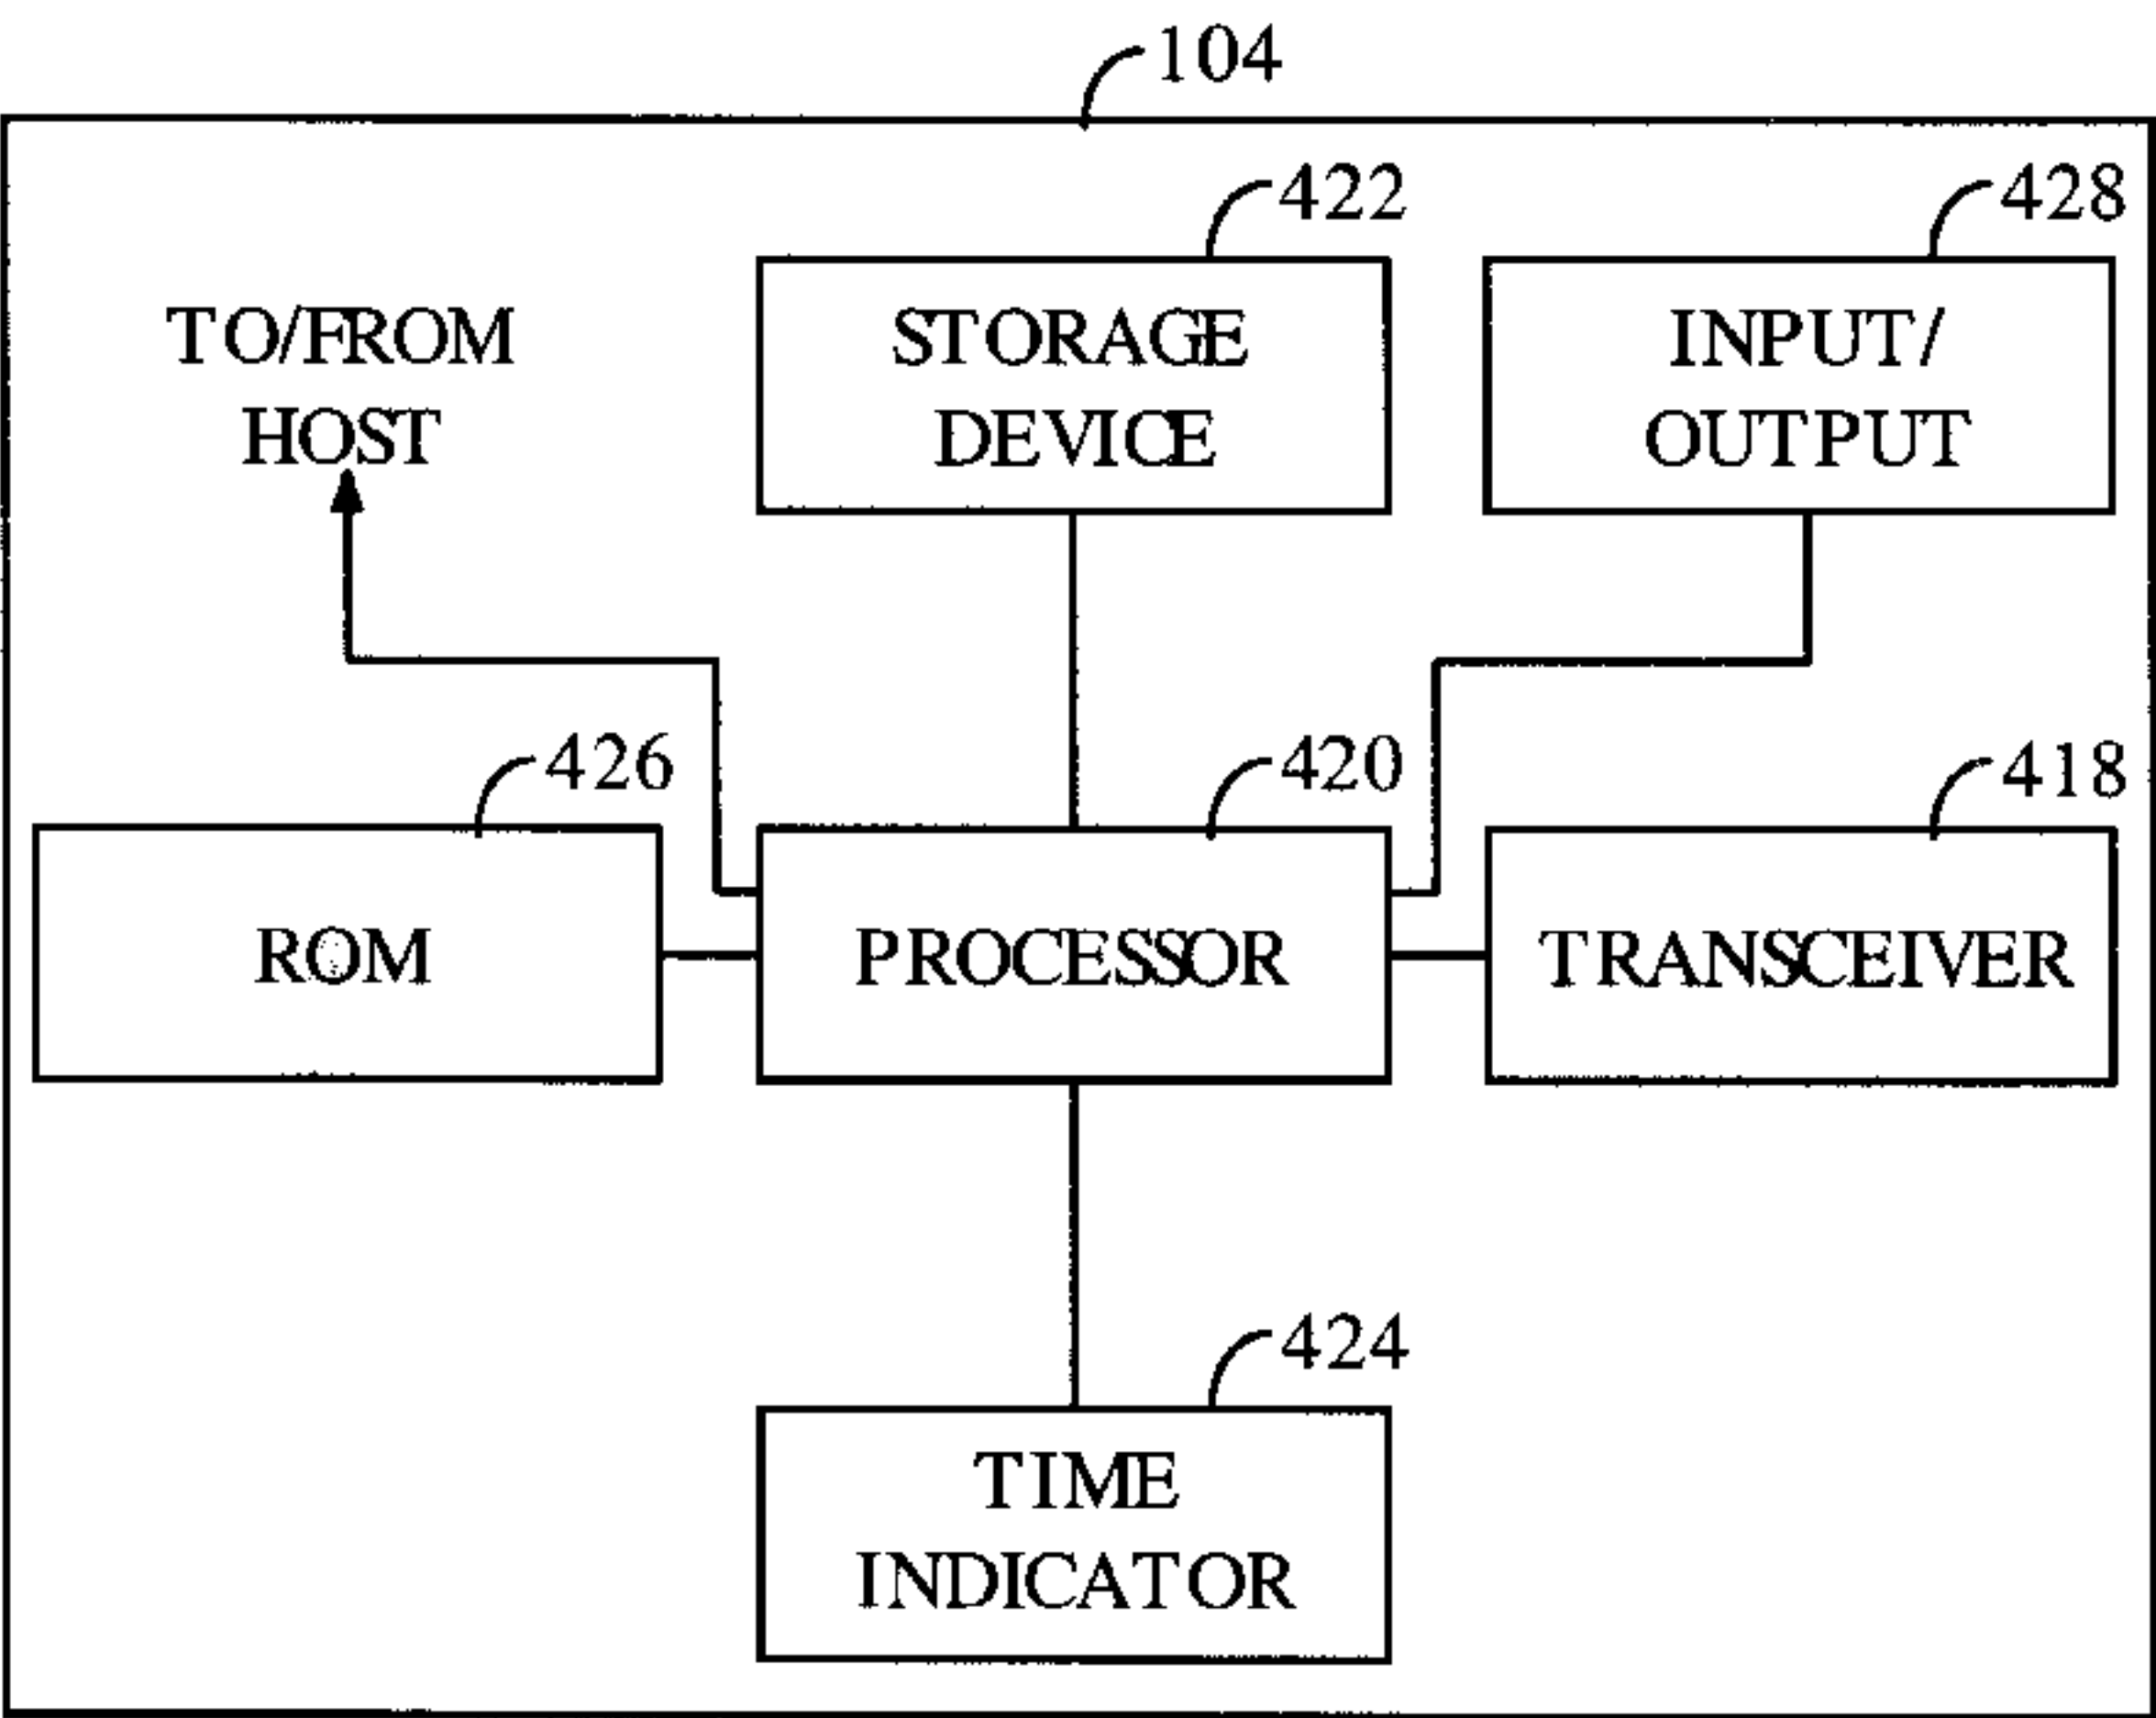 104
422
428
TO/FROM
HOST
STORAGE
DEVICE
INPUT/
OUTPUT
426
420
418
ROM
PROCESSOR
TRANSCEIVER
424
TIME
INDICATOR